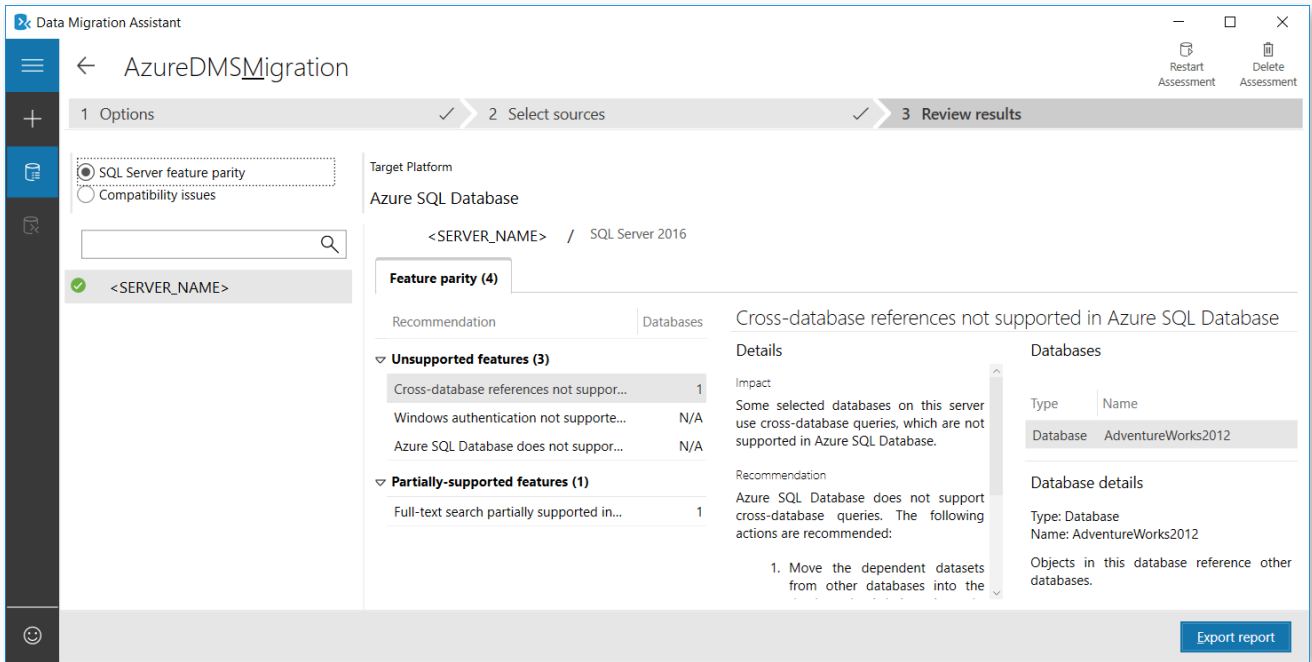 Data Migration Assistant
AzureDMSMigration
Restart
Assessment
Delete
Assessment
1 Options
2 Select sources
3 Review results
SQL Server feature parity
Compatibility issues
<SERVER_NAME>
Target Platform
Azure SQL Database
<SERVER_NAME> / SQL Server 2016
Feature parity (4)
Recommendation Databases
Unsupported features (3)
Cross-database references not suppor... 1
Windows authentication not supporte... N/A
Azure SQL Database does not suppor... N/A
Partially-supported features (1)
Full-text search partially supported in... 1
Cross-database references not supported in Azure SQL Database
Details
Impact
Some selected databases on this server
use cross-database queries, which are not
supported in Azure SQL Database.
Recommendation
Azure SQL Database does not support
cross-database queries. The following
actions are recommended:
1. Move the dependent datasets
from other databases into the
Databases
Type Name
Database AdventureWorks2012
Database details
Type: Database
Name: AdventureWorks2012
Objects in this database reference other
databases.
Export report